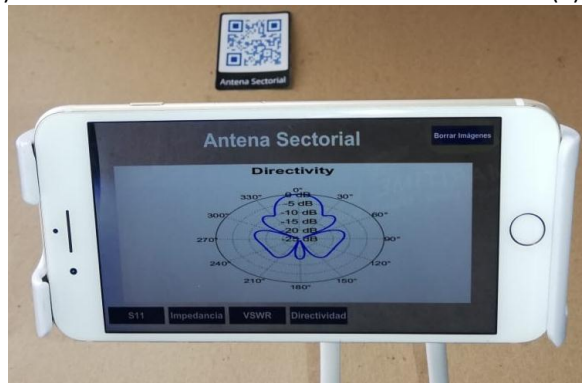 Antena Sectorial
Antena Sectorial
Borrar Imágenes
Directivity
0°
330°
30°
0 dB
-5 dB
300°
60°
-10 dB
-15 dB
-20 dB
270°
90°
-25 dB
240°
120°
210°
150°
180°
S11
Impedancia
VSWR
Directividad